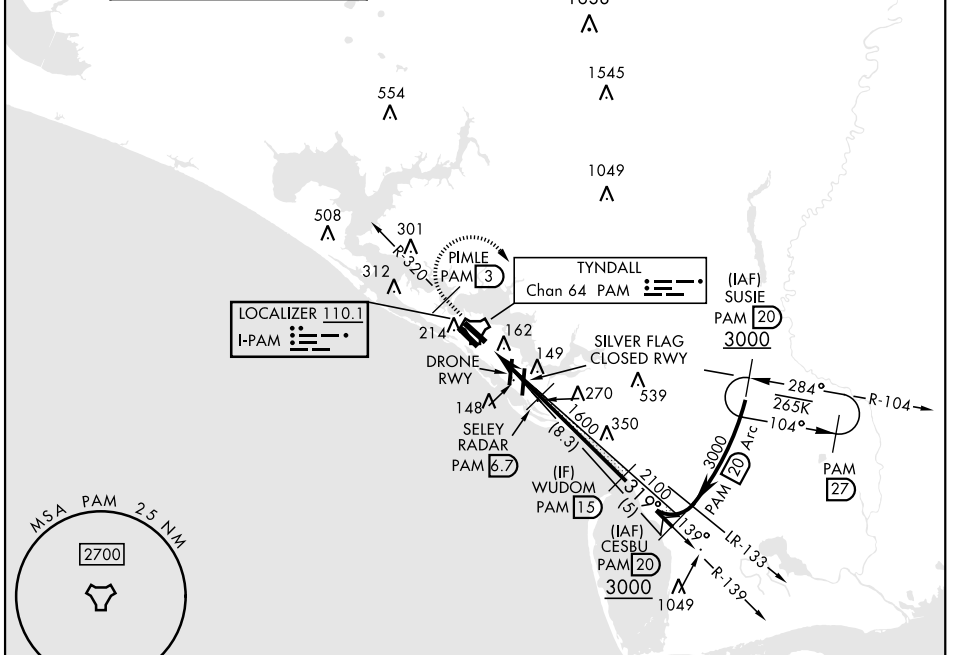 1545
554
1049
508
301
R-320
312
PIMLE
PAM 3
TYNDALL
Chan 64 PAM
(IAF)
SUSIE
PAM 20
3000
LOCALIZER 110.1
I-PAM
214
162
SILVER FLAG
CLOSED RWY
DRONE
RWY
149
539
270
148
350
284°
265K
104°
R-104
SELEY
RADAR
PAM 6.7
1600
(8.3)
3000
PAM 20 Arc
PAM
27
(IF)
WUDOM
PAM 15
2100
319°
(5)
139°
LR-133
R-139
(IAF)
CESBU
PAM 20
3000
1049
MSA PAM 25 NM
2700